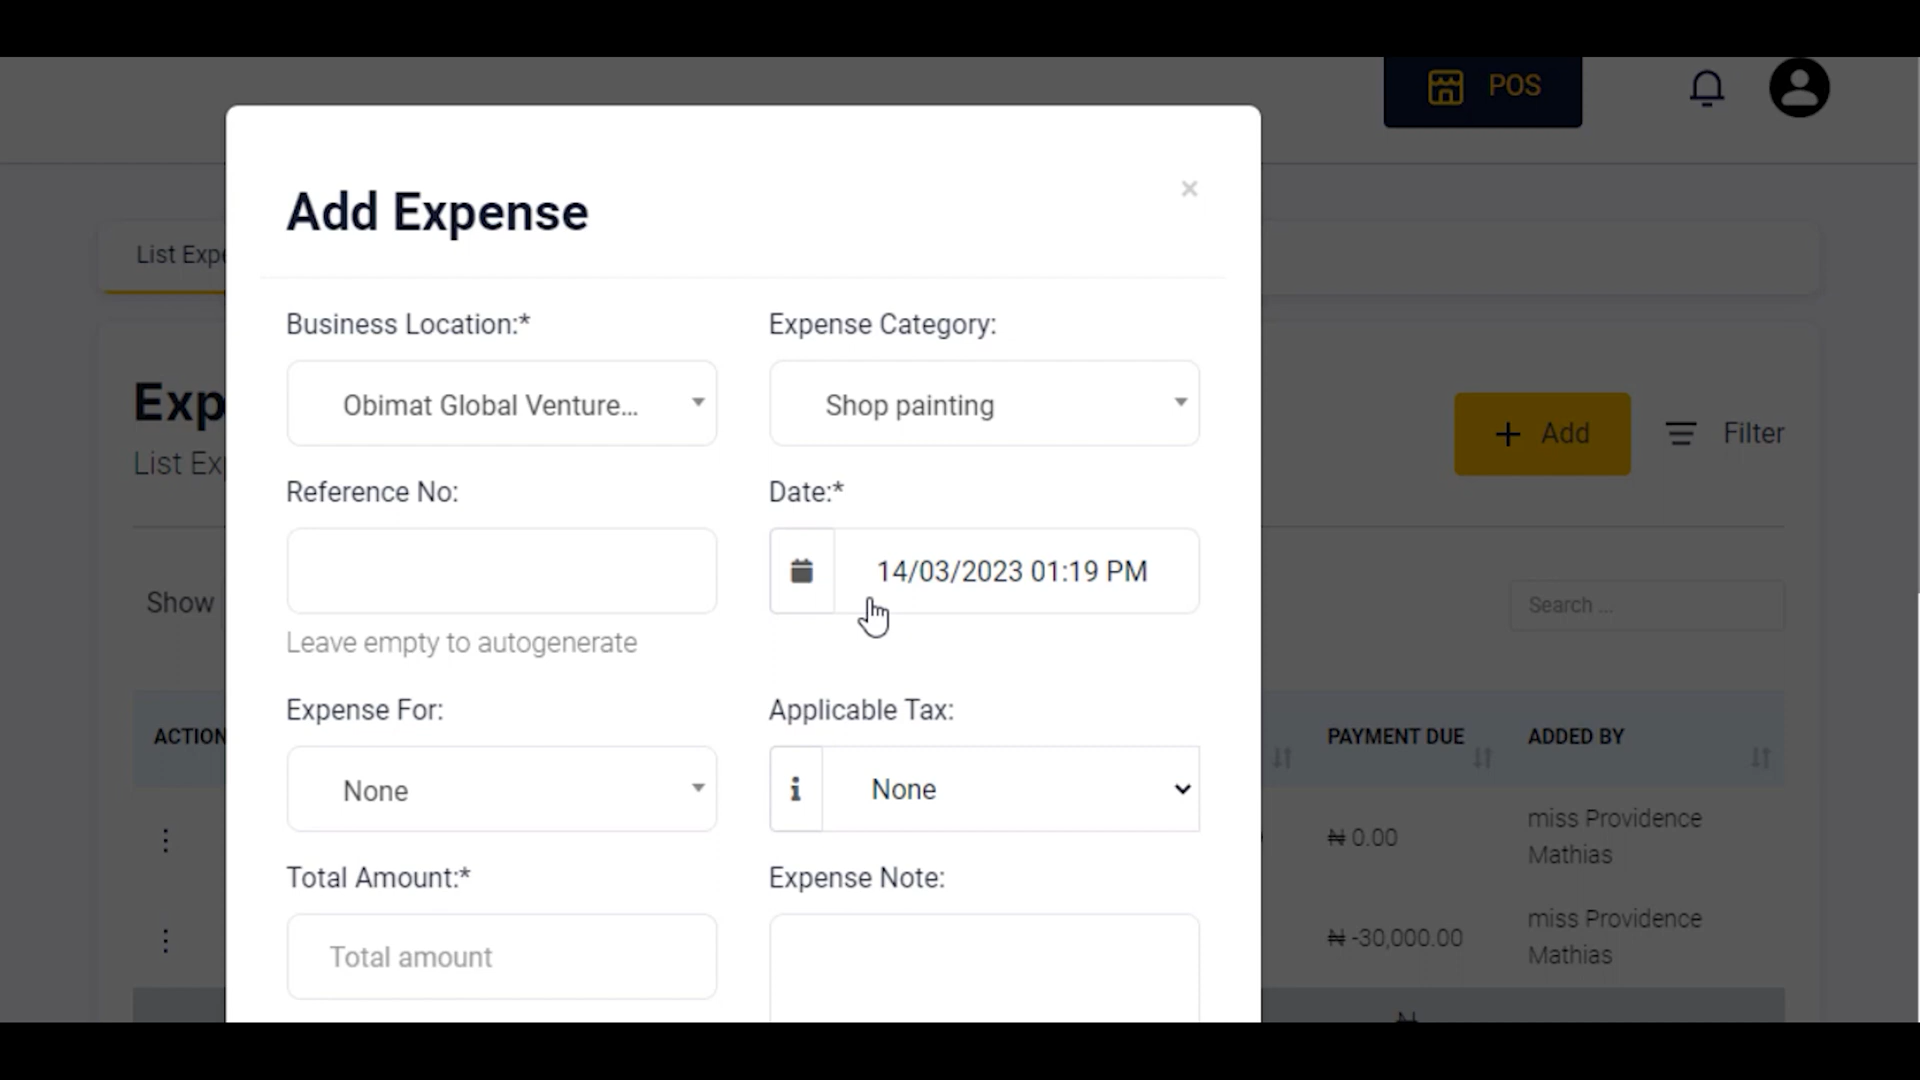 POS
Add Expense
×
List Expe
Business Location:*
Expense Category:
Obimat Global Venture...
Shop painting
Exp
List Ex
+ Add
Filter
Reference No:
Date:*
14/03/2023 01:19 PM
Leave empty to autogenerate
Show
Search ...
Expense For:
Applicable Tax:
None
None
ACTION
PAYMENT DUE
ADDED BY
₦ 0.00
miss Providence
Mathias
Total Amount:*
Expense Note:
Total amount
₦ -30,000.00
miss Providence
Mathias
₦